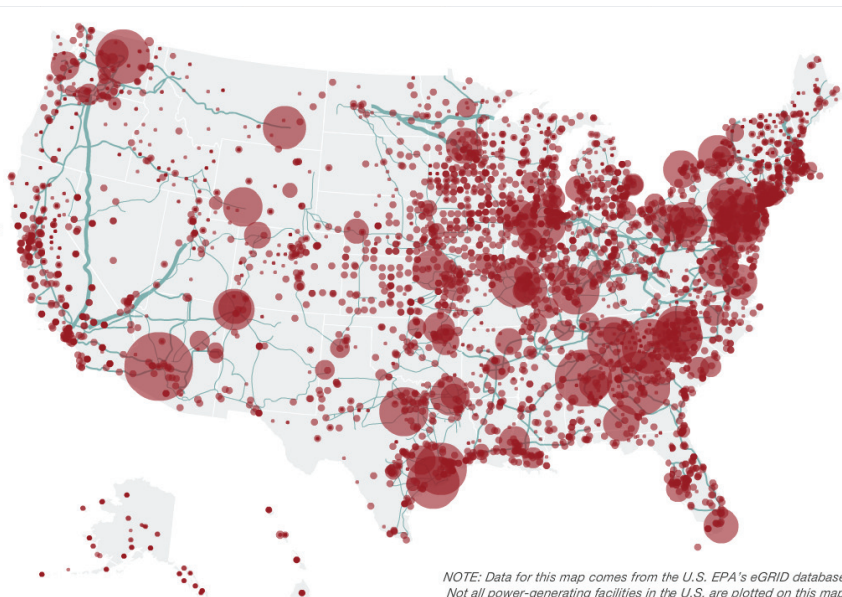 NOTE: Data for this map comes from the U.S. EPA's eGRID database
Not all power-generating facilities in the U.S. are plotted on this map